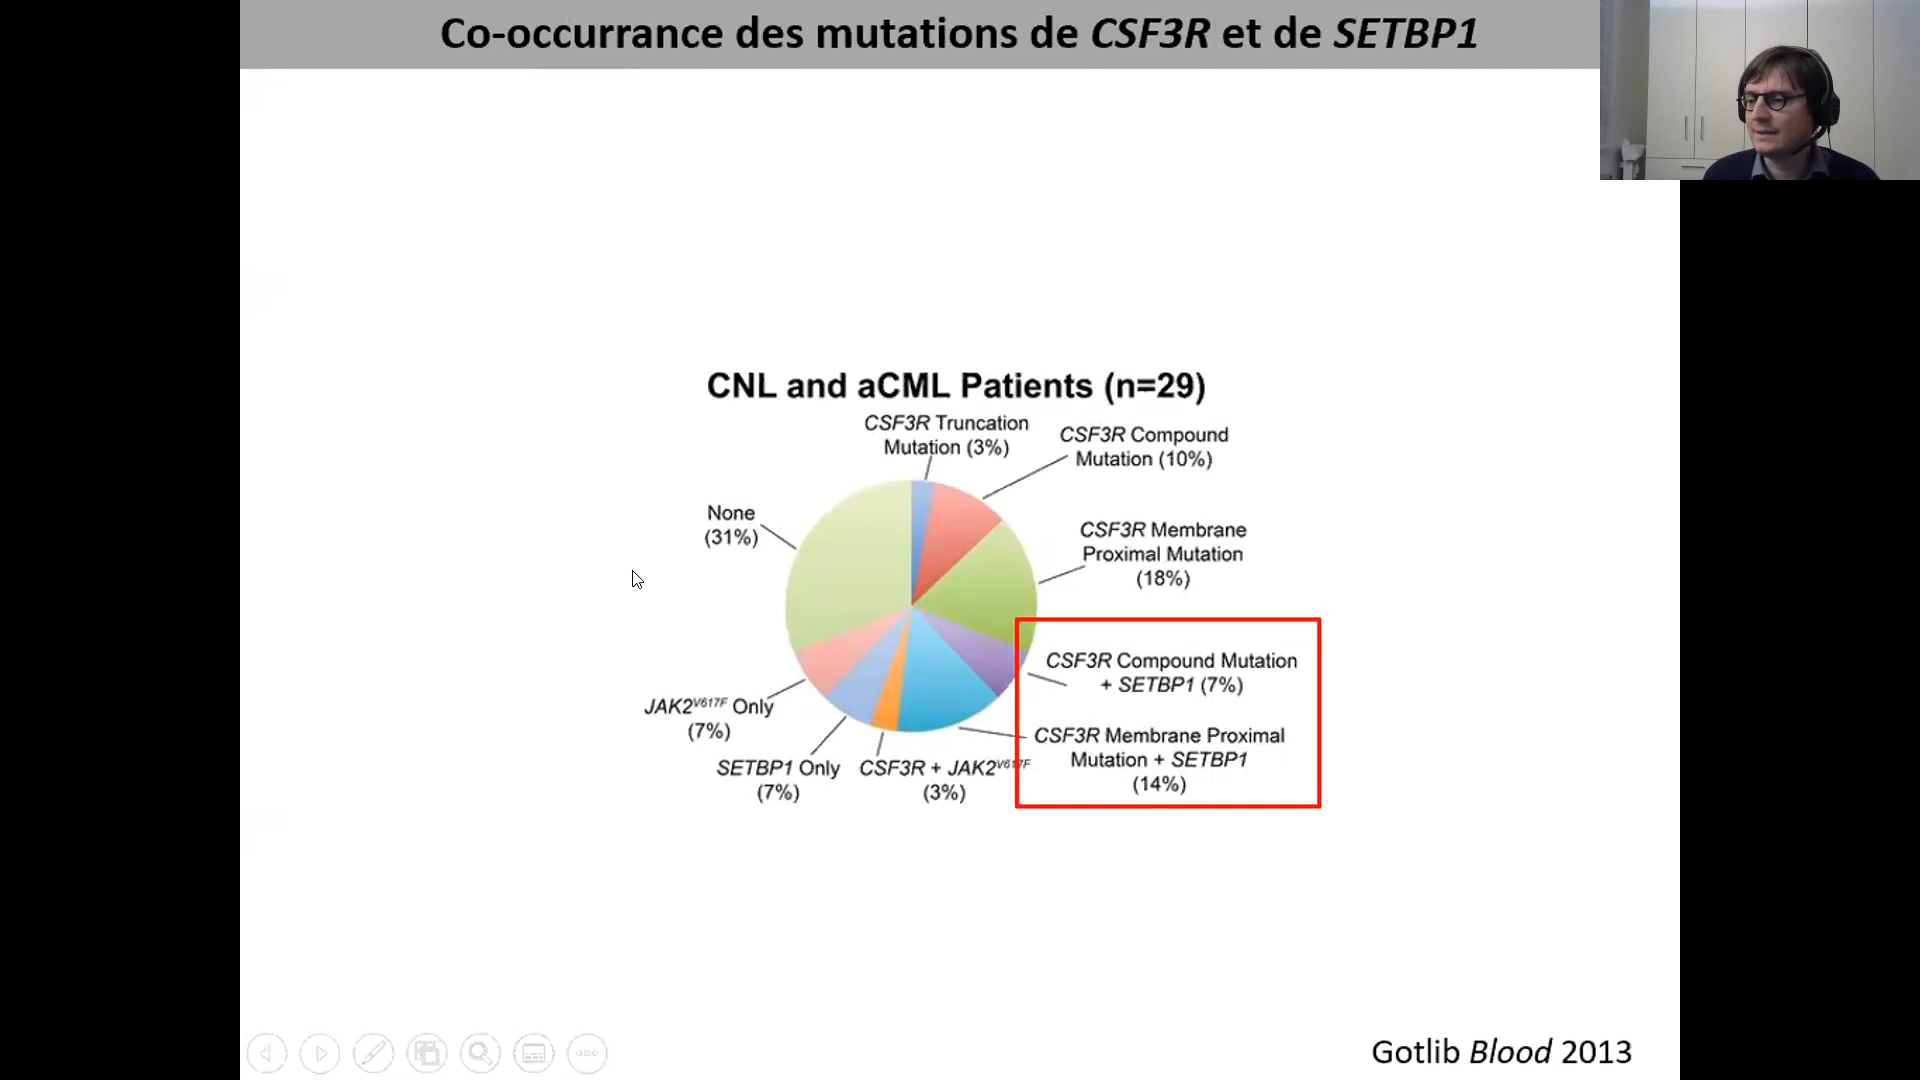 Co-occurrance des mutations de CSF3R et de SETBP1
CNL and aCML Patients (n=29)
CSF3R Truncation
Mutation (3%)
CSF3R Compound
Mutation (10%)
None
(31%)
CSF3R Membrane
Proximal Mutation
(18%)
CSF3R Compound Mutation
+ SETBP1 (7%)
JAK2V617F Only
(7%)
CSF3R Membrane Proximal
Mutation + SETBP1
(14%)
SETBP1 Only
(7%)
CSF3R + JAK2V617F
(3%)
Gotlib Blood 2013